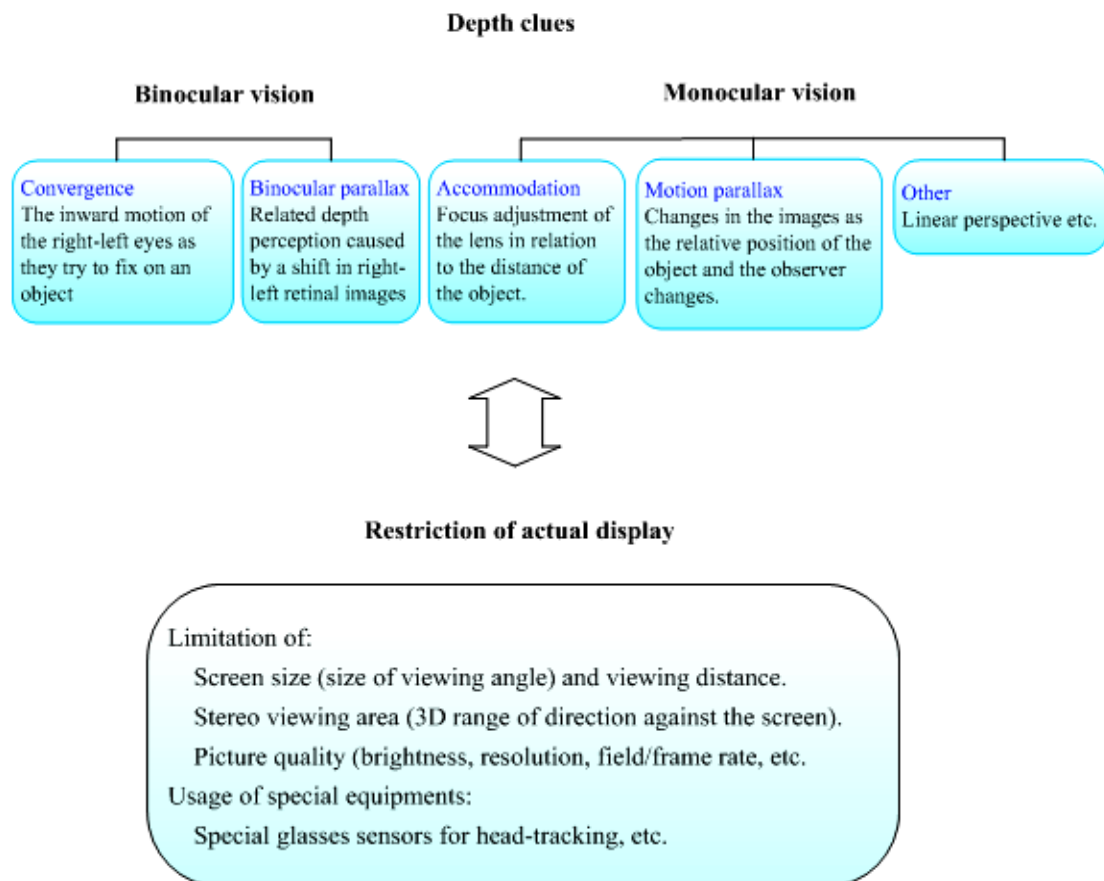 Depth clues
Binocular vision
Monocular vision
Convergence
The inward motion of
the right-left eyes as
they try to fix on an
object
Binocular parallax
Related depth
perception caused
by a shift in right-
left retinal images
Accommodation
Focus adjustment of
the lens in relation
to the distance of
the object.
Motion parallax
Changes in the images as
the relative position of the
object and the observer
changes.
Other
Linear perspective etc.
Restriction of actual display
Limitation of:
Screen size (size of viewing angle) and viewing distance.
Stereo viewing area (3D range of direction against the screen).
Picture quality (brightness, resolution, field/frame rate, etc.
Usage of special equipments:
Special glasses sensors for head-tracking, etc.